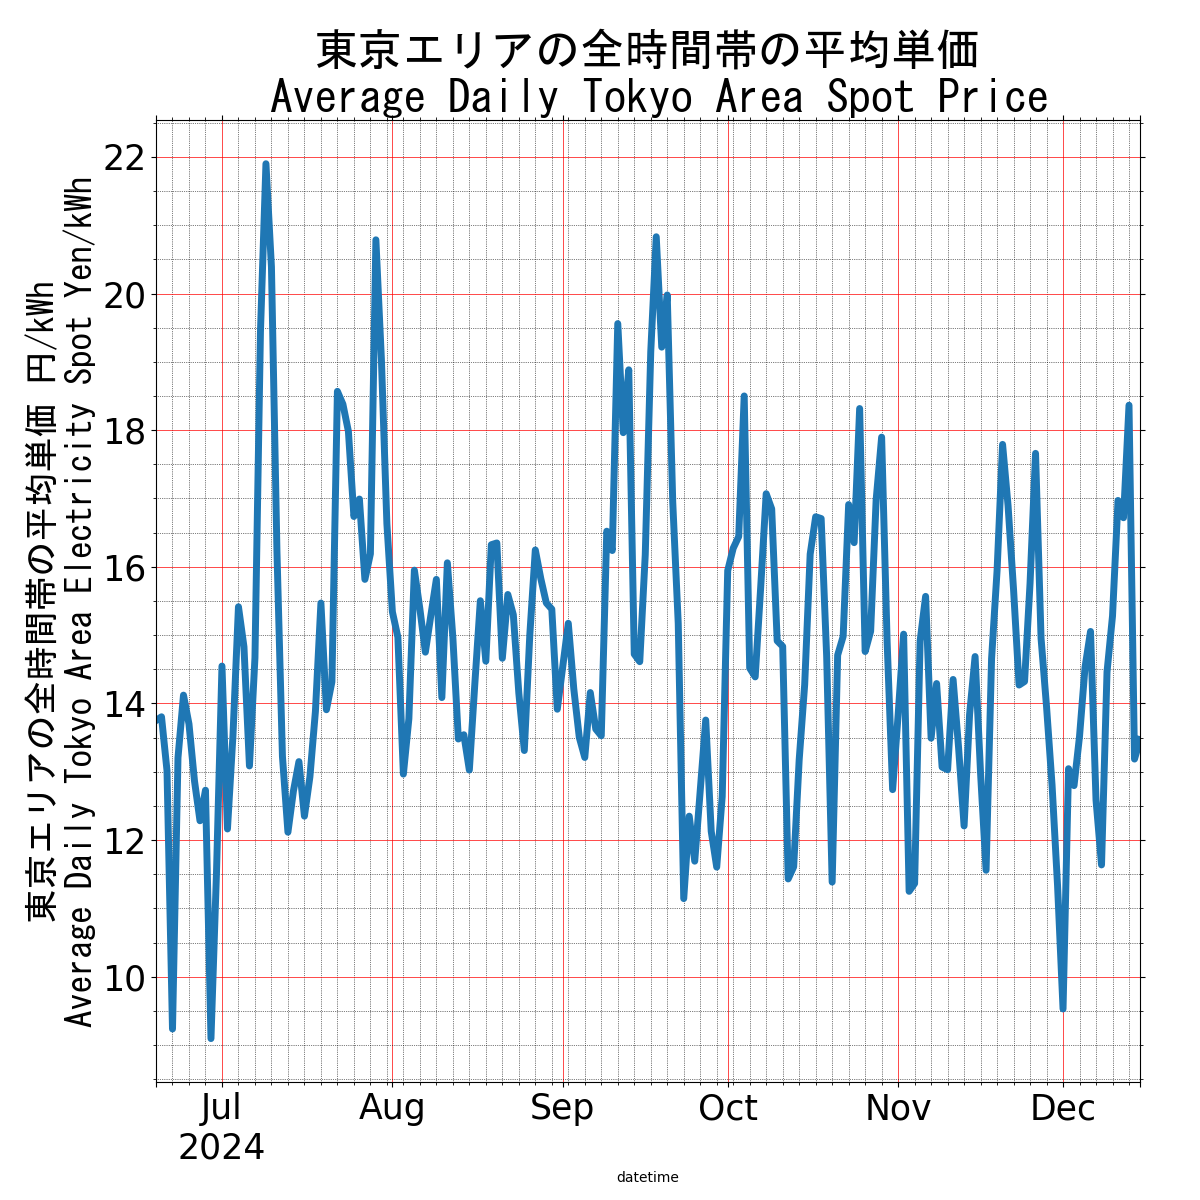 東京エリアの全時間帯の平均単価
Average Daily Tokyo Area Spot Price
東京エリアの全時間帯の平均単価 円/kWh
Average Daily Tokyo Area Electricity Spot Yen/kWh
22
20
18
16
14
12
10
Jul
2024
Aug
Sep
Oct
Nov
Dec
datetime